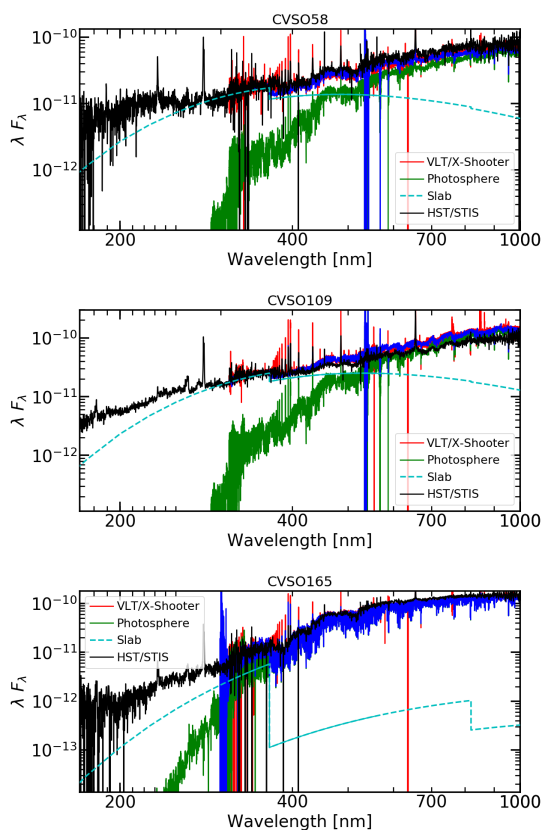 CVSO58
10⁻¹⁰
10⁻¹¹
10⁻¹²
λ Fλ
VLT/X-Shooter
Photosphere
Slab
HST/STIS
200 400 700 1000
Wavelength [nm]
CVSO109
10⁻¹⁰
10⁻¹¹
10⁻¹²
λ Fλ
VLT/X-Shooter
Photosphere
Slab
HST/STIS
200 400 700 1000
Wavelength [nm]
CVSO165
10⁻¹⁰
10⁻¹¹
10⁻¹²
10⁻¹³
λ Fλ
VLT/X-Shooter
Photosphere
Slab
HST/STIS
200 400 700 1000
Wavelength [nm]